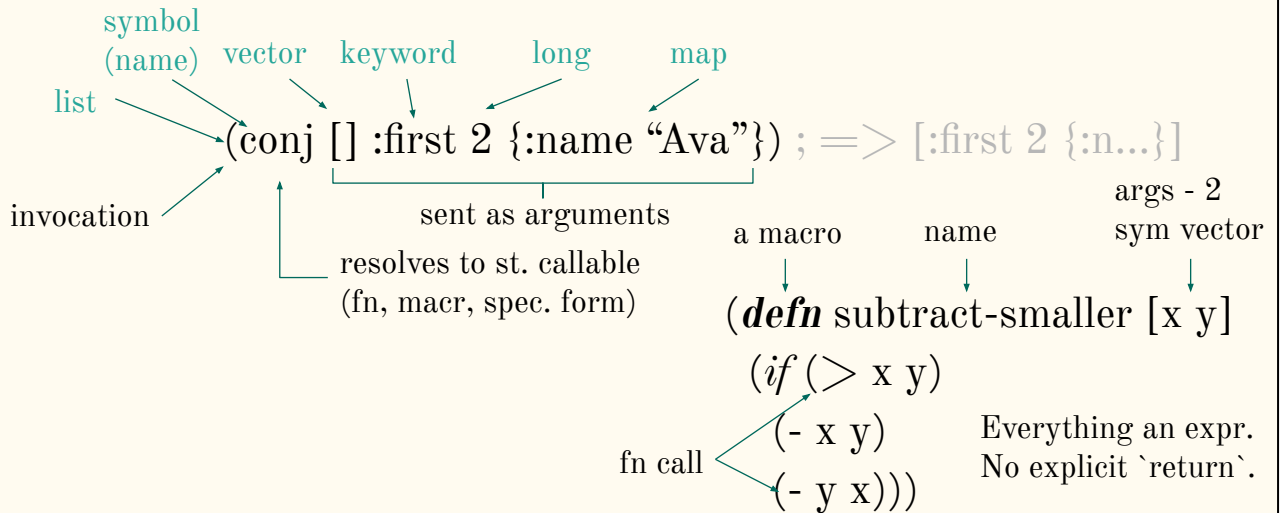 symbol
(name)
vector
keyword
long
map
list
(conj [] :first 2 {:name “Ava”}) ; => [:first 2 {:n...}]
invocation
sent as arguments
resolves to st. callable
(fn, macr, spec. form)
a macro
name
args - 2
sym vector
(defn subtract-smaller [x y]
(if (> x y)
(- x y)
(- y x)))
fn call
Everything an expr.
No explicit `return`.